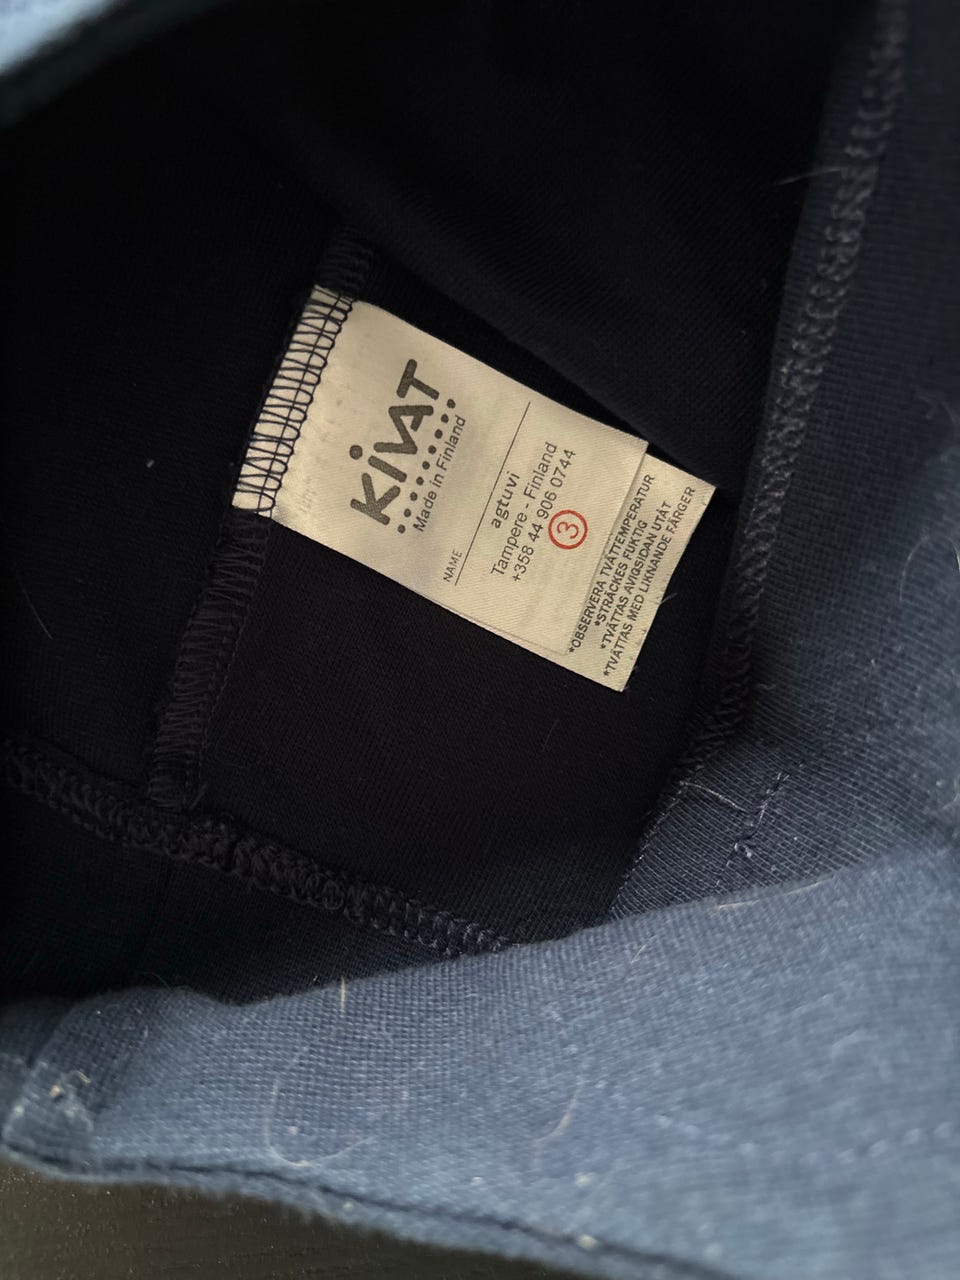 KiVAT
Made in Finland
NAME
agtuvi
Tampere - Finland
+358 44 906 0744
3
*OBSERVERA TVÄTTEMPERATUR
*STRÄCKES FUKTIG
*TVÄTTAS AVIGSIDAN UTÅT
*TVÄTTAS MED LIKNANDE FÄRGER